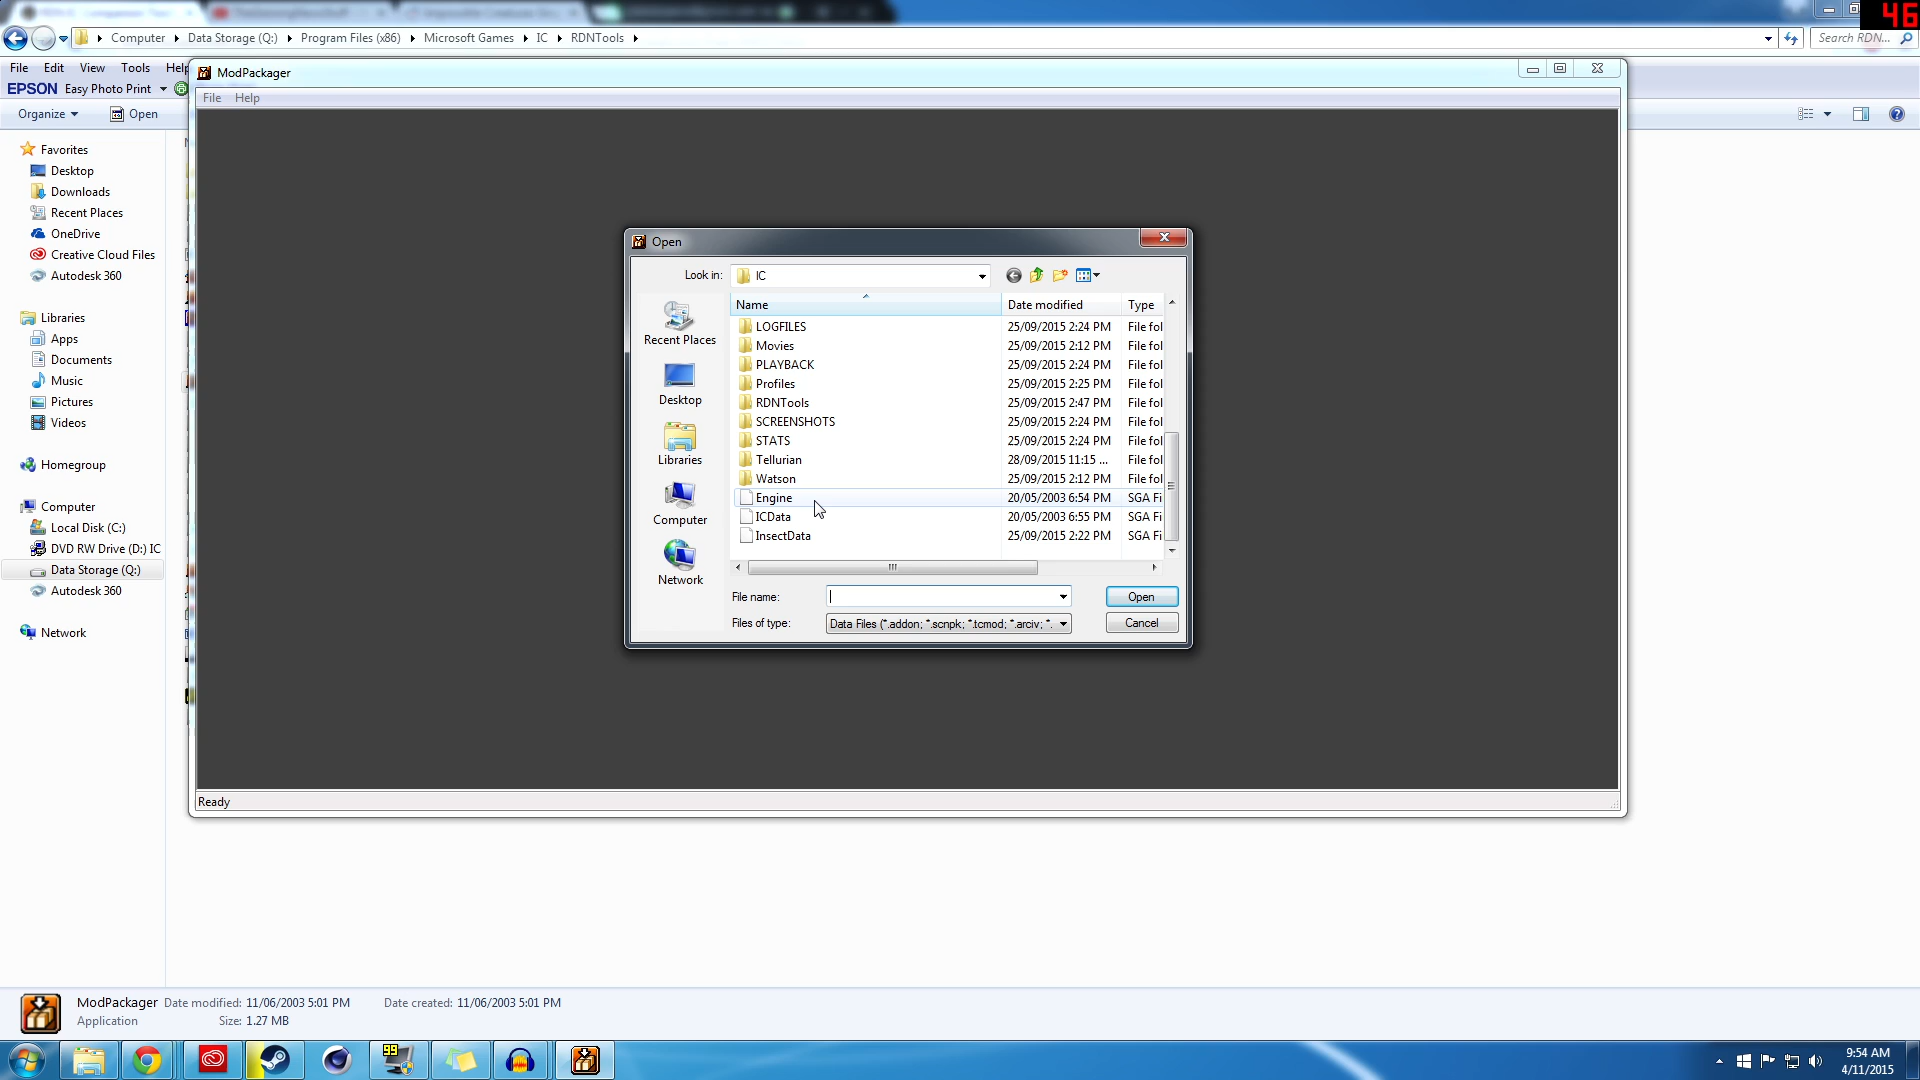 46
Computer Data Storage (Q:) Program Files (x86) Microsoft Games IC RDNTools Search RDN...
File Edit View Tools Help
ModPackager
EPSON Easy Photo Print
File Help
Organize Open
Favorites
Desktop
Downloads
Recent Places
OneDrive
Creative Cloud Files
Autodesk 360
Libraries
Apps
Documents
Music
Pictures
Videos
Homegroup
Computer
Local Disk (C:)
DVD RW Drive (D:) IC
Data Storage (Q:)
Autodesk 360
Network
Open
Look in: IC
Recent Places
Desktop
Libraries
Computer
Network
Name Date modified Type
LOGFILES 25/09/2015 2:24 PM File fol
Movies 25/09/2015 2:12 PM File fol
PLAYBACK 25/09/2015 2:24 PM File fol
Profiles 25/09/2015 2:25 PM File fol
RDNTools 25/09/2015 2:47 PM File fol
SCREENSHOTS 25/09/2015 2:24 PM File fol
STATS 25/09/2015 2:24 PM File fol
Tellurian 28/09/2015 11:15 ... File fol
Watson 25/09/2015 2:12 PM File fol
Engine 20/05/2003 6:54 PM SGA Fi
ICData 20/05/2003 6:55 PM SGA Fi
InsectData 25/09/2015 2:22 PM SGA Fi
File name: Open
Files of type: Data Files (*.addon; *.scnpk; *.tcmod; *.arciv; *. Cancel
Ready
ModPackager Date modified: 11/06/2003 5:01 PM Date created: 11/06/2003 5:01 PM
Application Size: 1.27 MB
99
9:54 AM
4/11/2015